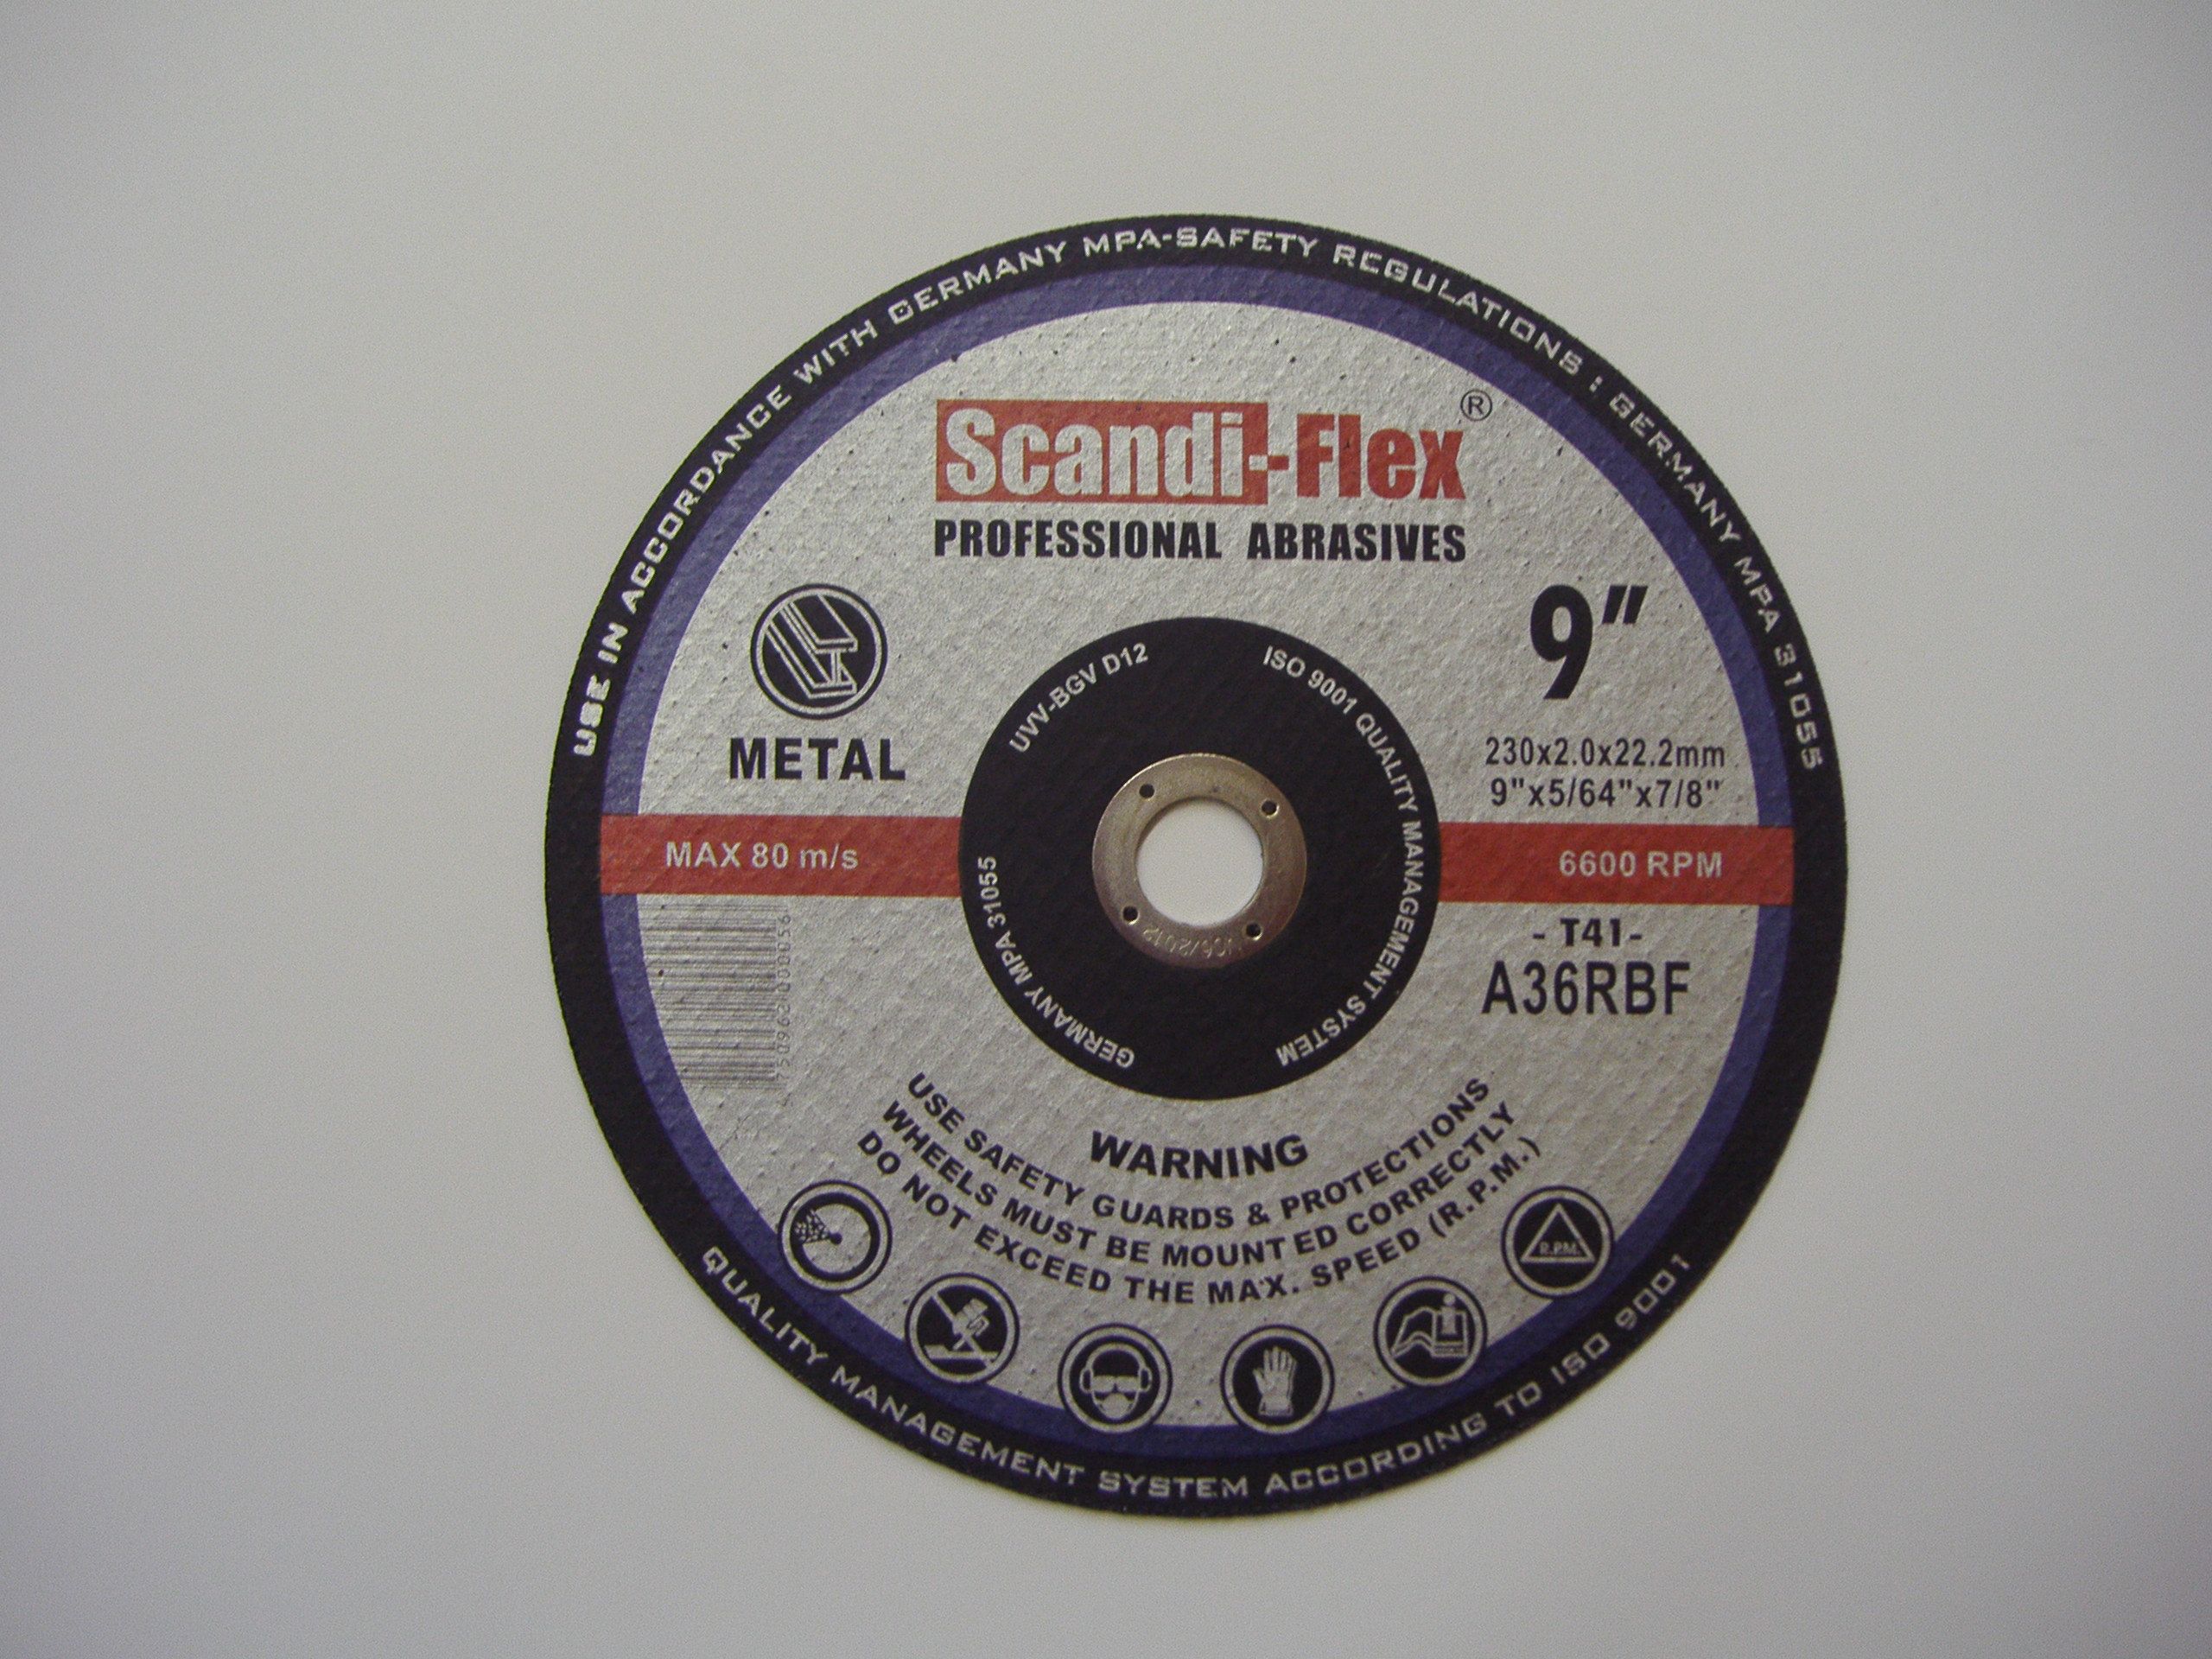 USE IN ACCORDANCE WITH GERMANY MPA-SAFETY REGULATIONS : GERMANY MPA 31055
Scandi-Flex®
PROFESSIONAL ABRASIVES
METAL
9"
230x2.0x22.2mm
9"x5/64"x7/8"
UVV-BGV D12
ISO 9001 QUALITY MANAGEMENT SYSTEM
GERMANY MPA 31055
MAX 80 m/s
6600 RPM
- T41-
A36RBF
WARNING
USE SAFETY GUARDS & PROTECTIONS
WHEELS MUST BE MOUNTED CORRECTLY
DO NOT EXCEED THE MAX. SPEED (R.P.M.)
R.P.M.
QUALITY MANAGEMENT SYSTEM ACCORDING TO ISO 9001